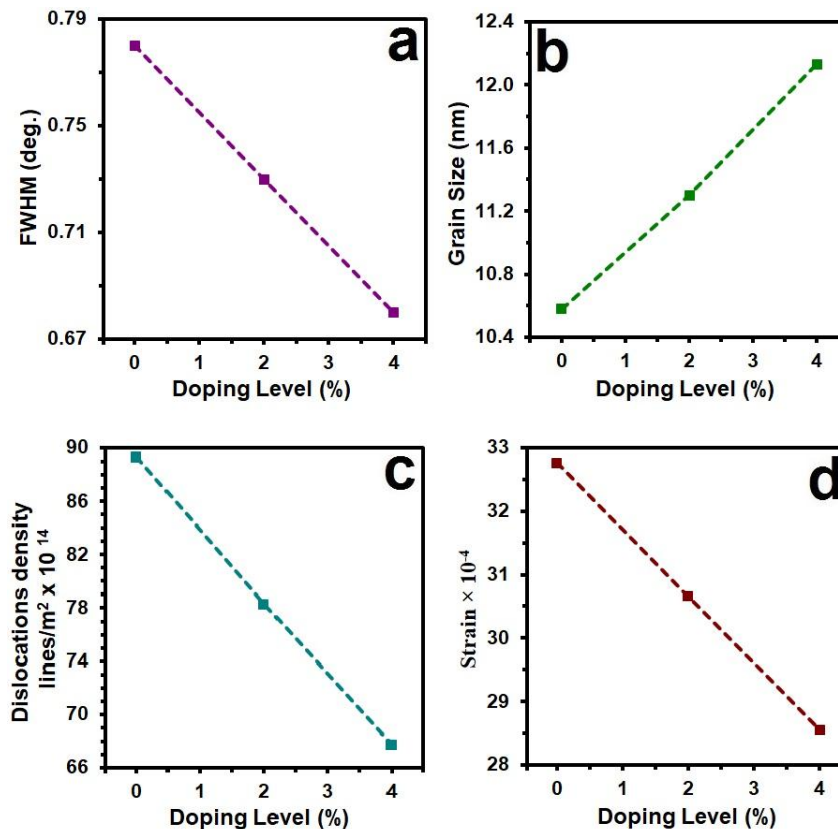 a
0.79
0.75
0.71
0.67
FWHM (deg.)
0 1 2 3 4
Doping Level (%)
b
12.4
12.0
11.6
11.2
10.8
10.4
Grain Size (nm)
0 1 2 3 4
Doping Level (%)
c
90
86
82
78
74
70
66
Dislocations density
lines/m² x 10 ¹⁴
0 1 2 3 4
Doping Level (%)
d
33
32
31
30
29
28
Strain × 10⁻⁴
0 1 2 3 4
Doping Level (%)